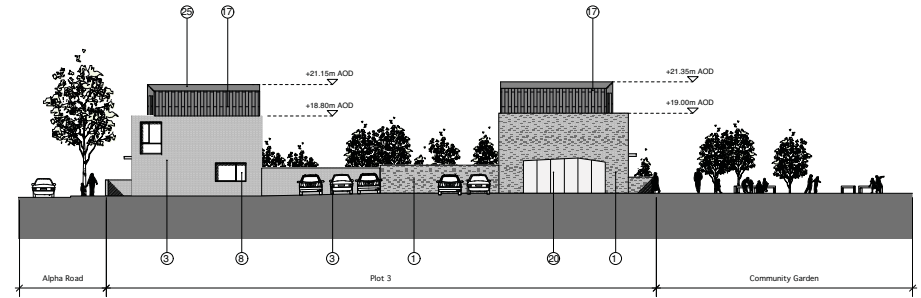 25
17
17
+21.15m AOD
+21.35m AOD
+18.80m AOD
+19.00m AOD
3
8
3
1
20
1
Alpha Road
Plot 3
Community Garden